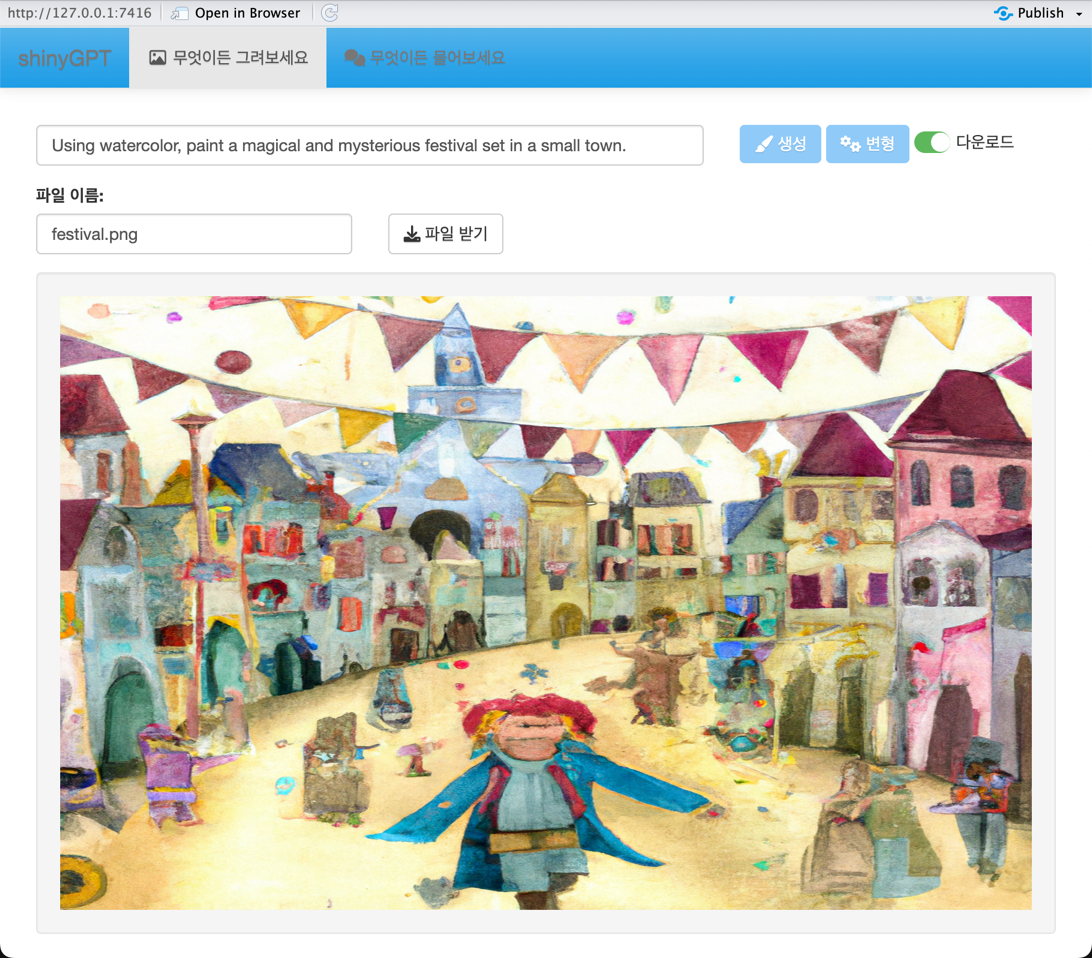 http://127.0.0.1:7416 Open in Browser Publish
shinyGPT 무엇이든 그려보세요 무엇이든 물어보세요
Using watercolor, paint a magical and mysterious festival set in a small town. 생성 변형 다운로드
파일 이름:
festival.png 파일 받기